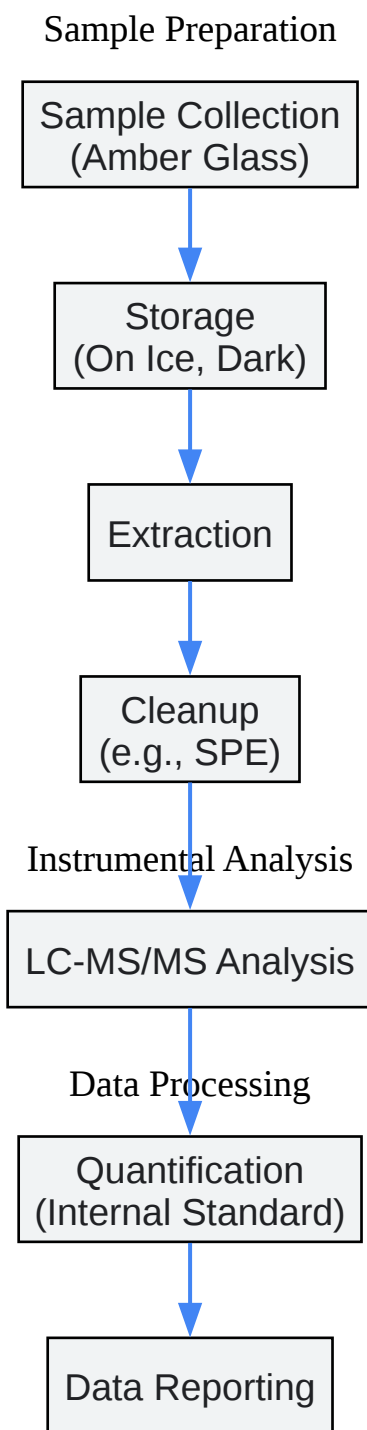 Sample Preparation
Sample Collection
(Amber Glass)
Storage
(On Ice, Dark)
Extraction
Cleanup
(e.g., SPE)
Instrumental Analysis
LC-MS/MS Analysis
Data Processing
Quantification
(Internal Standard)
Data Reporting